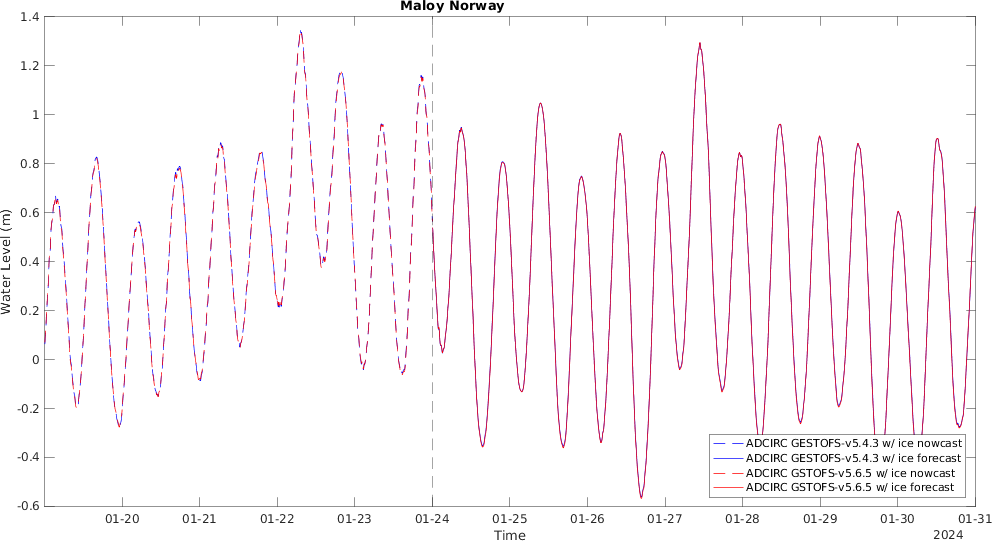 Maloy Norway
1.4
1.2
1
0.8
0.6
0.4
0.2
0
-0.2
-0.4
-0.6
Water Level (m)
ADCIRC GESTOFS-v5.4.3 w/ ice nowcast
ADCIRC GESTOFS-v5.4.3 w/ ice forecast
ADCIRC GSTOFS-v5.6.5 w/ ice nowcast
ADCIRC GSTOFS-v5.6.5 w/ ice forecast
01-20 01-21 01-22 01-23 01-24 01-25 01-26 01-27 01-28 01-29 01-30 01-31
Time
2024